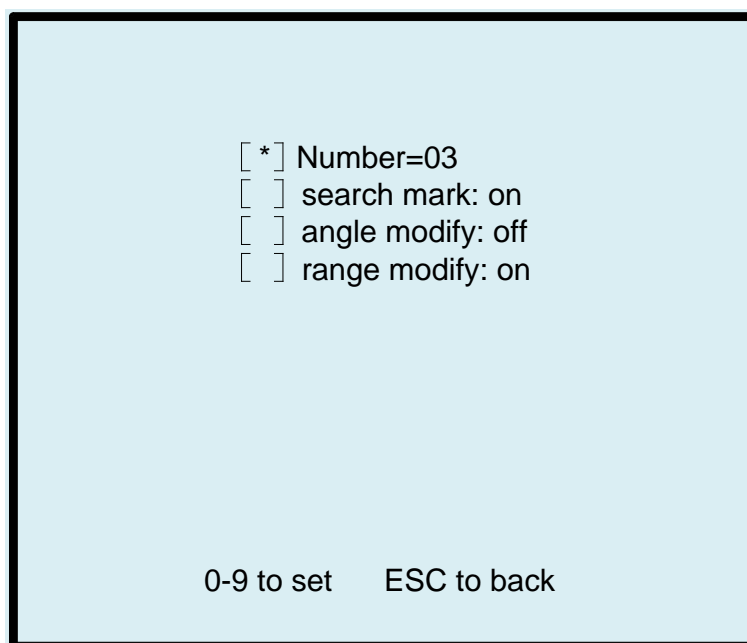 [ * ] Number=03
[   ] search mark: on
[   ] angle modify: off
[   ] range modify: on
0-9 to set    ESC to back